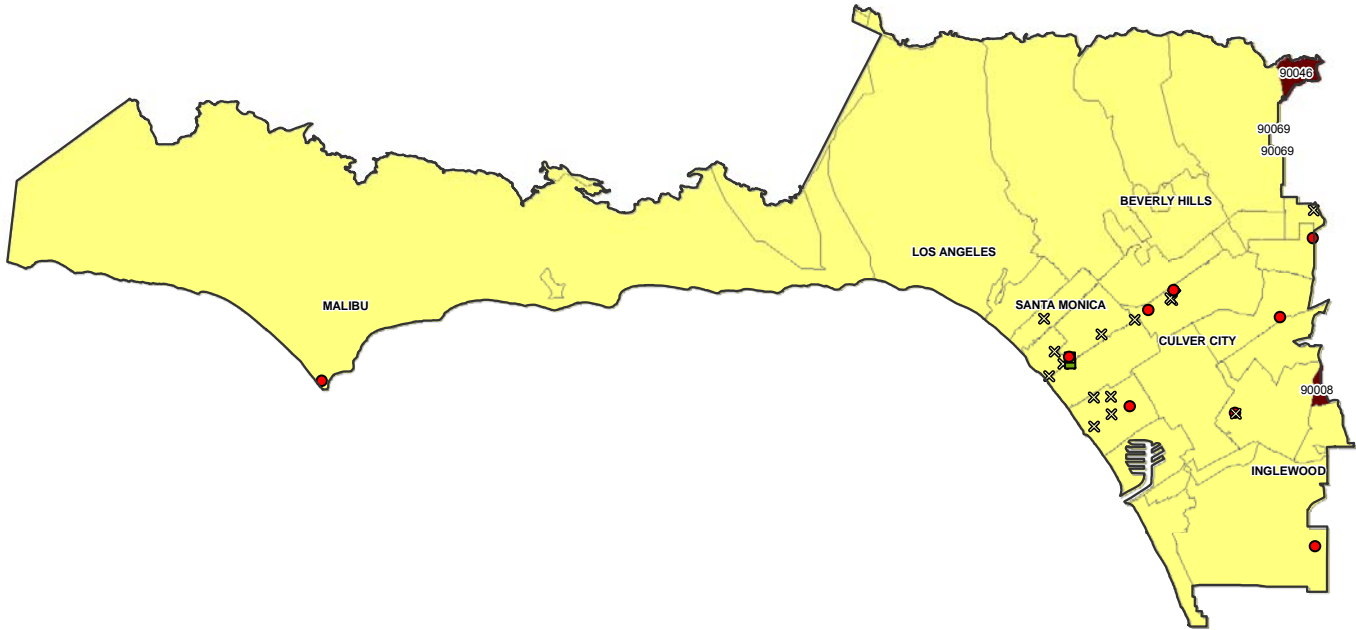 90046
90069
90069
BEVERLY HILLS
LOS ANGELES
MALIBU
SANTA MONICA
CULVER CITY
90008
INGLEWOOD